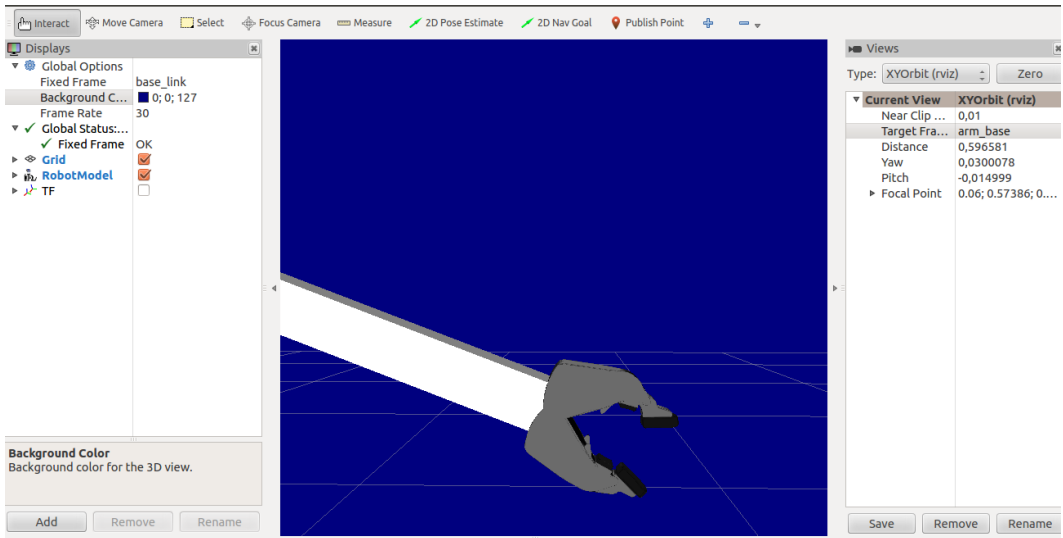 Interact Move Camera Select Focus Camera Measure 2D Pose Estimate 2D Nav Goal Publish Point
Displays
Global Options
Fixed Frame base_link
Background C... 0; 0; 127
Frame Rate 30
Global Status:...
Fixed Frame OK
Grid
RobotModel
TF
Background Color
Background color for the 3D view.
Add Remove Rename
Views
Type: XYOrbit (rviz) Zero
Current View XYOrbit (rviz)
Near Clip ... 0,01
Target Fra... arm_base
Distance 0,596581
Yaw 0,0300078
Pitch -0,014999
Focal Point 0.06; 0.57386; 0....
Save Remove Rename